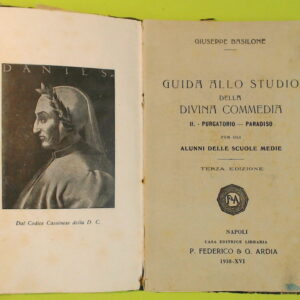 DANTES
Dal Codice Cassinese della D. C.
GIUSEPPE BASILONE
GUIDA ALLO STUDIO
DELLA
DIVINA COMMEDIA
II. - PURGATORIO — PARADISO
PER GLI
ALUNNI DELLE SCUOLE MEDIE
TERZA EDIZIONE
NAPOLI
CASA EDITRICE LIBRARIA
P. FEDERICO & G. ARDIA
1938-XVI